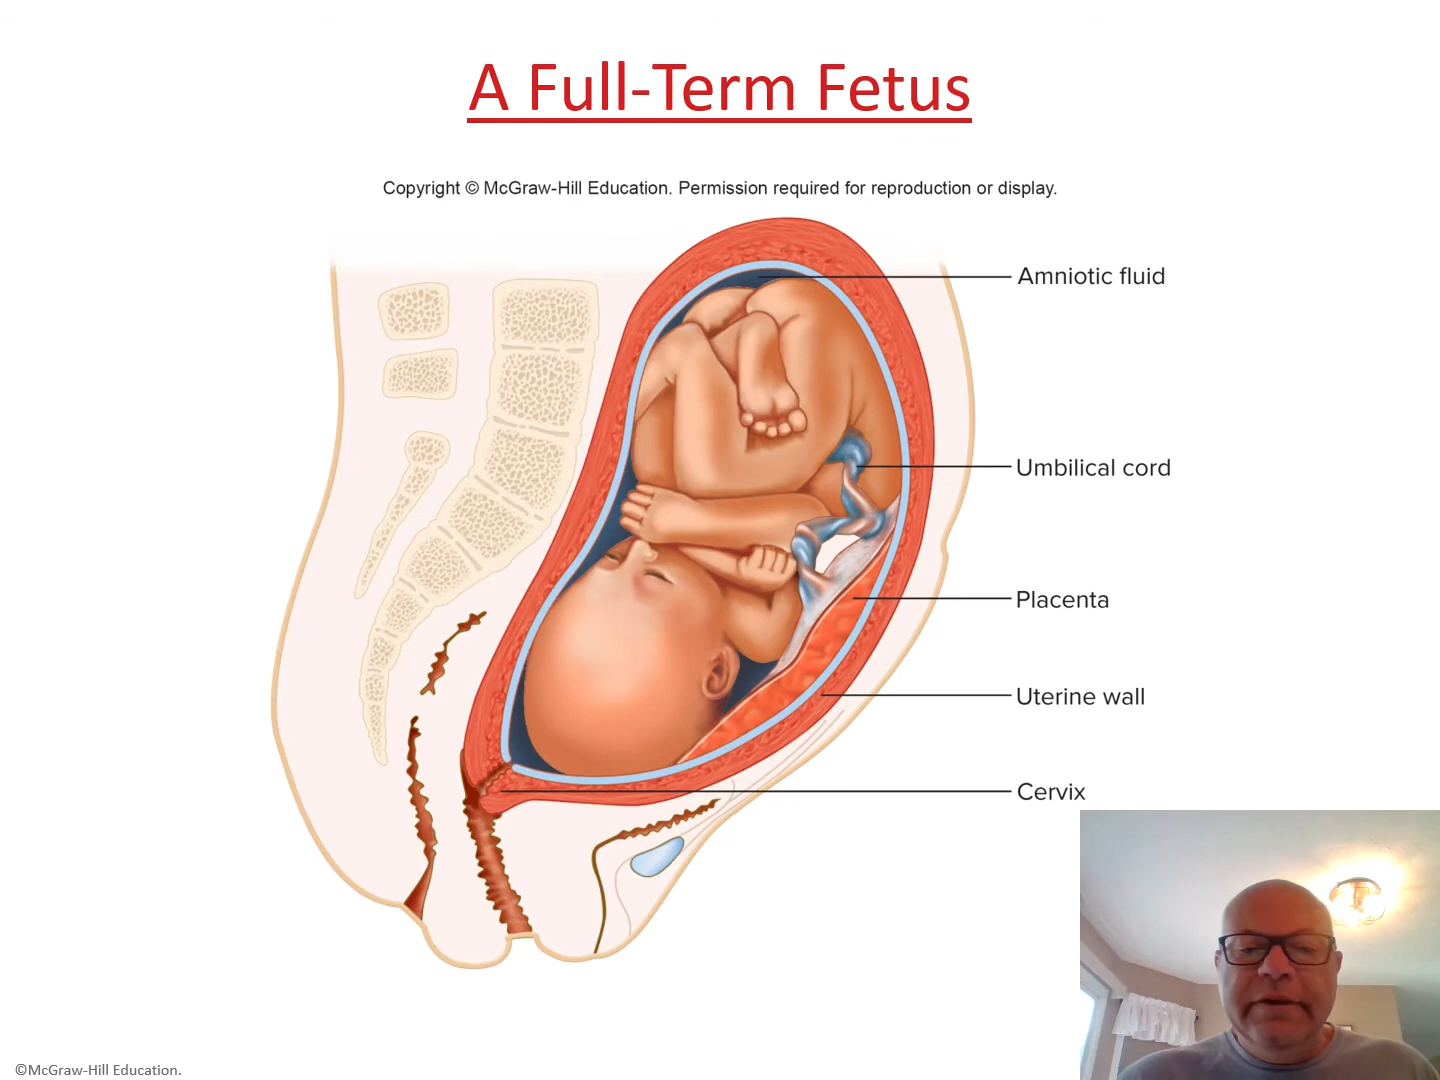 A Full-Term Fetus
Copyright © McGraw-Hill Education. Permission required for reproduction or display.
Amniotic fluid
Umbilical cord
Placenta
Uterine wall
Cervix
©McGraw-Hill Education.